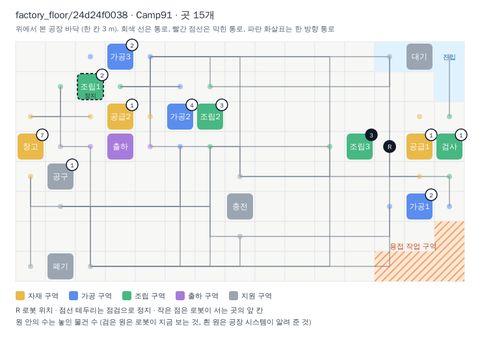 factory_floor/24d24f0038 · Camp91 · 곳 15개
위에서 본 공장 바닥 (한 칸 3 m). 회색 선은 통로, 빨간 점선은 막힌 통로, 파란 화살표는 한 방향 통로
가공3 2
대기
진입
조립1 2
정지
공급2 1
가공2 4
조립2 3
창고 7
출하
조립3 3
R
공급1 1
검사 1
공구 1
충전
가공1 2
용접 작업 구역
폐기
자재 구역
가공 구역
조립 구역
출하 구역
지원 구역
R 로봇 위치 · 점선 테두리는 점검으로 정지 · 작은 점은 로봇이 서는 곳의 앞 칸
원 안의 수는 놓인 물건 수 (검은 원은 로봇이 지금 보는 것, 흰 원은 공장 시스템이 알려 준 것)